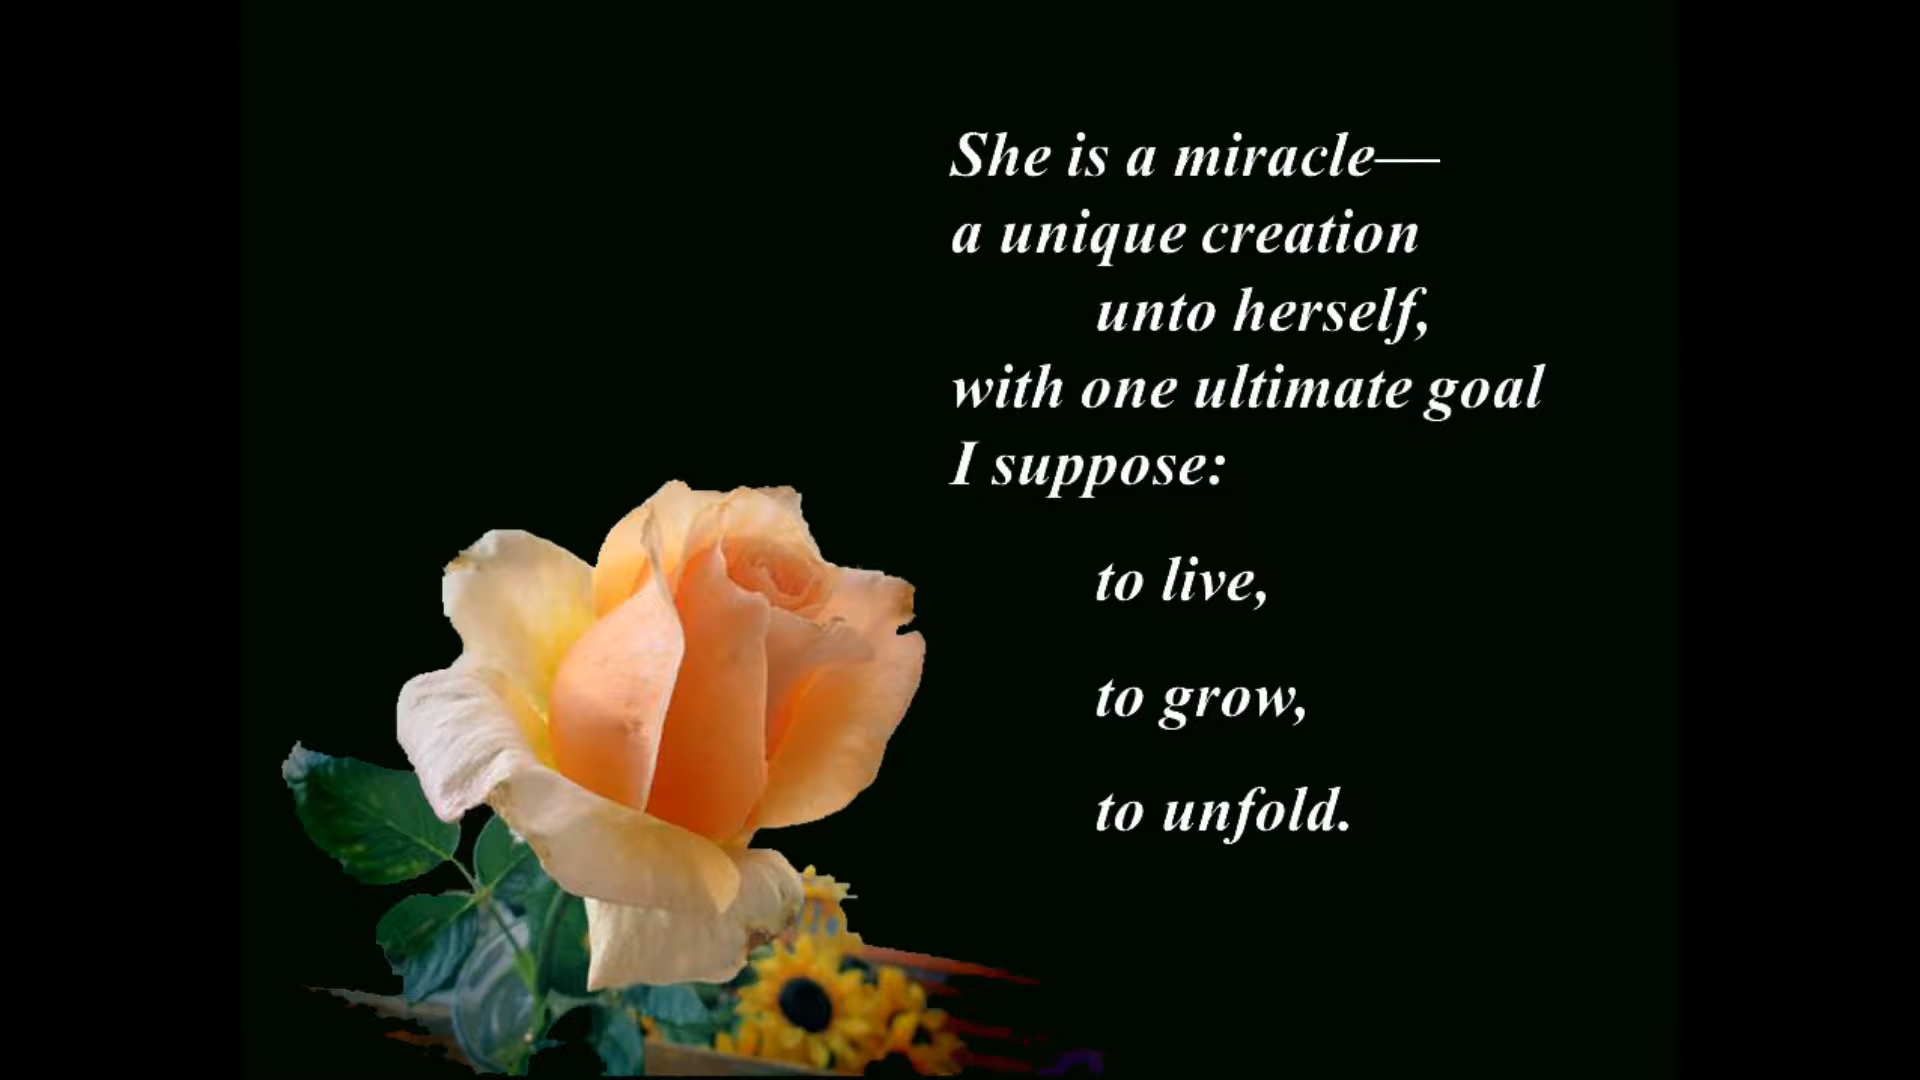 She is a miracle—
a unique creation
unto herself,
with one ultimate goal
I suppose:
to live,
to grow,
to unfold.